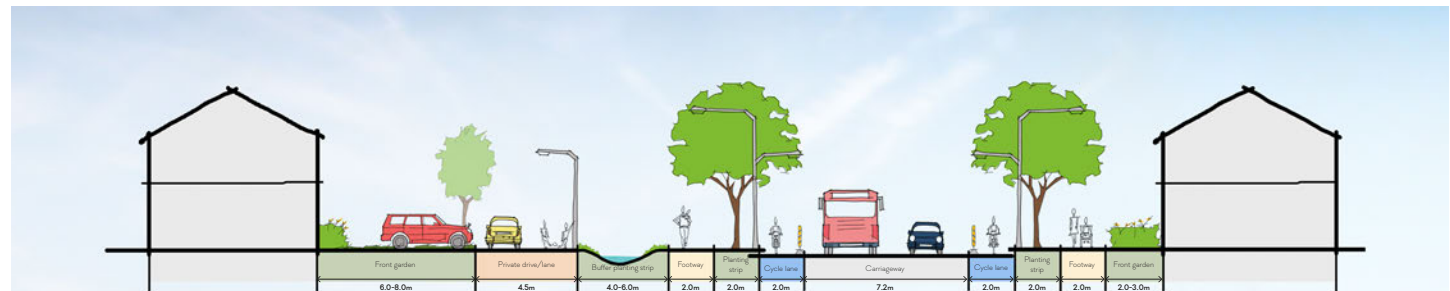 Front garden
Private drive/lane
Buffer planting strip
Footway
Planting
strip
Cycle lane
Carriageway
Cycle lane
Planting
strip
Footway
Front garden
6.0-8.0m
4.5m
4.0-6.0m
2.0m
2.0m
2.0m
7.2m
2.0m
2.0m
2.0m
2.0-3.0m